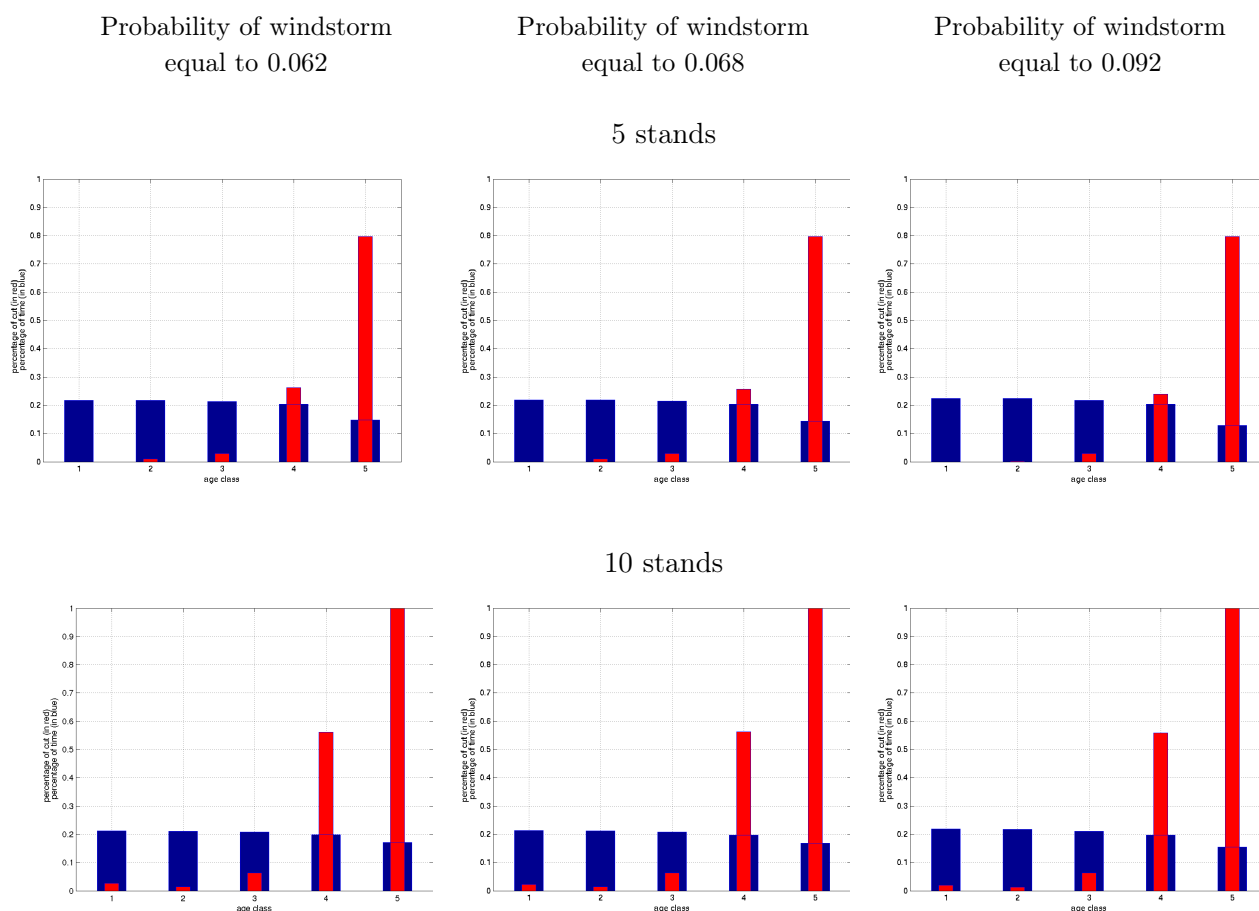 Probability of windstorm
equal to 0.062
Probability of windstorm
equal to 0.068
Probability of windstorm
equal to 0.092
5 stands
1
0.9
0.8
0.7
0.6
0.5
0.4
0.3
0.2
0.1
0
percentage of cut (in red)
percentage of time (in blue)
1 2 3 4 5
age class
1
0.9
0.8
0.7
0.6
0.5
0.4
0.3
0.2
0.1
0
percentage of cut (in red)
percentage of time (in blue)
1 2 3 4 5
age class
1
0.9
0.8
0.7
0.6
0.5
0.4
0.3
0.2
0.1
0
percentage of cut (in red)
percentage of time (in blue)
1 2 3 4 5
age class
10 stands
1
0.9
0.8
0.7
0.6
0.5
0.4
0.3
0.2
0.1
0
percentage of cut (in red)
percentage of time (in blue)
1 2 3 4 5
age class
1
0.9
0.8
0.7
0.6
0.5
0.4
0.3
0.2
0.1
0
percentage of cut (in red)
percentage of time (in blue)
1 2 3 4 5
age class
1
0.9
0.8
0.7
0.6
0.5
0.4
0.3
0.2
0.1
0
percentage of cut (in red)
percentage of time (in blue)
1 2 3 4 5
age class